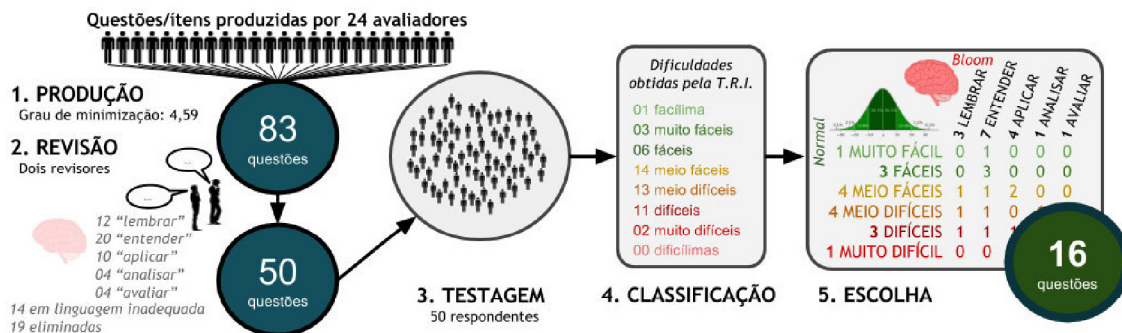 Questões/ítens produzidas por 24 avaliadores
1. PRODUÇÃO
Grau de minimização: 4,59
83
questões
2. REVISÃO
Dois revisores
...
...
12 “lembrar”
20 “entender”
10 “aplicar”
04 “analisar”
04 “avaliar”
14 em linguagem inadequada
19 eliminadas
50
questões
3. TESTAGEM
50 respondentes
Dificuldades
obtidas pela T.R.I.
01 facílima
03 muito fáceis
06 fáceis
14 meio fáceis
13 meio difíceis
11 difíceis
02 muito difíceis
00 dificílimas
4. CLASSIFICAÇÃO
Bloom
Normal
3 LEMBRAR
7 ENTENDER
4 APLICAR
1 ANALISAR
1 AVALIAR
1 MUITO FÁCIL 0 1 0 0 0
3 FÁCEIS 0 3 0 0 0
4 MEIO FÁCEIS 1 1 2 0 0
4 MEIO DIFÍCEIS 1 1 0
3 DIFÍCEIS 1 1
1 MUITO DIFÍCIL 0 0
5. ESCOLHA
16
questões